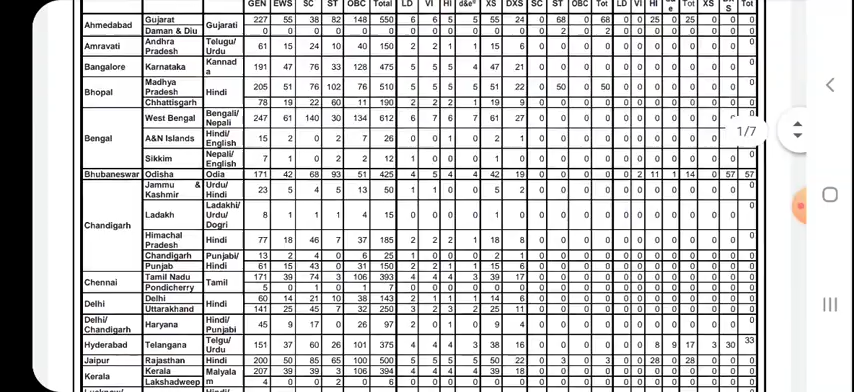 GEN EWS SC ST OBC Total LD VI HI d&e" XS DXS SC ST OBC Tot LD VI HI e Tot XS S Tot
Ahmedabad Gujarat Gujarati 227 55 38 82 148 550 6 6 5 5 55 24 0 68 0 68 0 0 25 0 25 0 0 0
Daman & Diu 0 2 0 2
Amravati Andhra Pradesh Telugu/ Urdu 61 15 24 10 40 150 2 2 1 1 15 6 0 0 0 0 0 0 0 0 0 0 0 0
Bangalore Karnataka Kannad a 191 47 76 33 128 475 5 5 5 4 47 21 0 0 0 0 0 0 0 0 0 0 0 0
Bhopal Madhya Pradesh Hindi 205 51 76 102 76 510 5 5 5 5 51 22 0 50 0 50 0 0 0 0 0 0 0 0
Chhattisgarh 78 19 22 60 11 190 2 2 2 1 19 9 0 0 0 0 0 0 0 0 0 0 0
Bengal West Bengal Bengali/ Nepali 247 61 140 30 134 612 6 7 6 7 61 27 0 0 0 0 0 0 0 0 0 0
A&N Islands Hindi/ English 15 2 0 2 7 26 0 0 1 0 2 1 0 0 0 0 0 0 0 0 0 0
Sikkim Nepali/ English 7 1 0 2 2 12 1 0 0 0 1 0 0 0 0 0 0 0 0 0 0 0 0 0
Bhubaneswar Odisha Odia 171 42 68 93 51 425 4 5 4 4 42 19 0 0 0 0 0 2 11 1 14 0 57 57
Chandigarh Jammu & Kashmir Urdu/ Hindi 23 5 4 5 13 50 1 1 0 0 5 2 0 0 0 0 0 0 0 0 0 0 0 0
Ladakh Ladakhi/ Urdu/ Dogri 8 1 1 1 4 15 0 0 0 0 1 0 0 0 0 0 0 0 0 0 0 0 0 0
Himachal Pradesh Hindi 77 18 46 7 37 185 2 2 2 1 18 8 0 0 0 0 0 0 0 0 0 0 0 0
Chandigarh Punjabi/ Hindi 13 2 4 0 6 25 1 0 0 0 2 1 0 0 0 0 0 0 0 0 0 0 0 0
Punjab 61 15 43 0 31 150 2 2 1 1 15 6 0 0 0 0 0 0 0 0 0 0 0 0
Chennai Tamil Nadu Tamil 171 39 74 3 106 393 4 4 4 3 39 17 0 0 0 0 0 0 0 0 0 0 0 0
Pondicherry 5 0 1 0 1 7 0 0 0 0 0 0 0 0 0 0 0 0 0 0 0 0 0 0
Delhi Delhi Hindi 60 14 21 10 38 143 2 1 1 1 14 6 0 0 0 0 0 0 0 0 0 0 0 0
Uttarakhand 141 25 45 7 32 250 3 2 3 2 25 11 0 0 0 0 0 0 0 0 0 0 0 0
Delhi/ Chandigarh Haryana Hindi/ Punjabi 45 9 17 0 26 97 2 1 0 9 4 0 0 0 0 0 0 0 0 0 0 0 0
Hyderabad Telangana Telgu/ Urdu 151 37 60 26 101 375 4 4 4 3 38 16 0 0 0 0 0 0 8 9 17 3 30 33
Jaipur Rajasthan Hindi 200 50 85 65 100 500 5 5 5 5 50 22 0 3 0 3 0 0 28 0 28 0 0 0
Kerala Kerala Malyala m 207 39 39 3 106 394 4 4 4 4 39 18 0 0 0 0 0 0 0 0 0 0 0 0
Lakshadweep 4 0 0 2 0 6 0 0 0 0 0 0 0 0 0 0 0 0 0 0 0 0 0 0
1/7